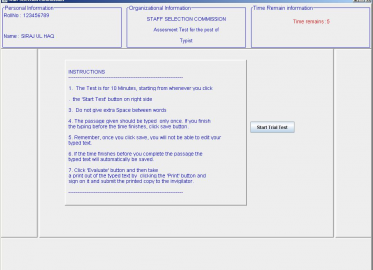 Personal Information
RollNo : 123456789
Name : SIRAJ UL HAQ
Organizational Information
STAFF SELECTION COMMISSION
Assesment Test for the post of
Typist
Time Remain information
Time remains: 5
INSTRUCTIONS
1. The Test is for 10 Minutes, starting from whenever you click
the 'Start Test' button on right side
3. Do not give extra Space between words
4. The passage given should be typed only once. If you finish
the typing before the time finishes, click save button.
5. Remember, once you click save, you will not be able to edit your
typed text.
6. If the time finishes before you complete the passage the
typed text will automatically be saved.
7. Click 'Evaluate' button and then take
a print out of the typed text by clicking the 'Print' button and
sign on it and submit the printed copy to the invigilator.
Start Trial Test